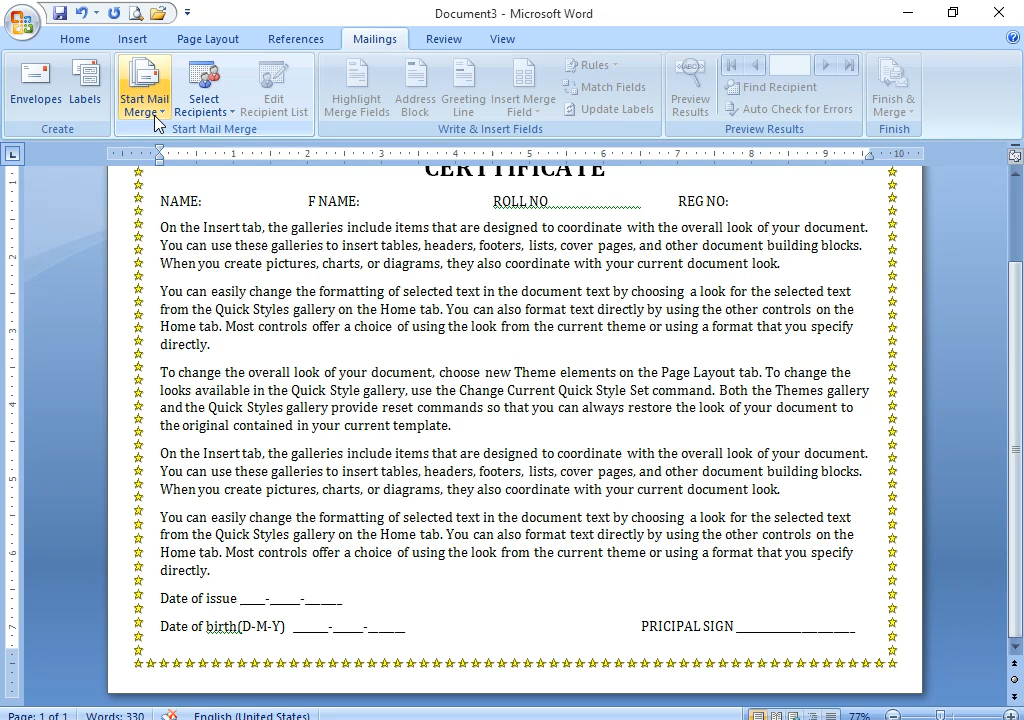 Document3 - Microsoft Word
Home Insert Page Layout References Mailings Review View
Envelopes Labels
Start Mail Merge Select Recipients Edit Recipient List
Highlight Merge Fields Address Block Greeting Line Insert Merge Field
Rules
Match Fields
Update Labels
Preview Results
Find Recipient
Auto Check for Errors
Finish & Merge
Create Start Mail Merge Write & Insert Fields Preview Results Finish
1 2 3 4 5 6 7 8 9 10
CERTTIFICATE
NAME: F NAME: ROLL NO REG NO:
On the Insert tab, the galleries include items that are designed to coordinate with the overall look of your document.
You can use these galleries to insert tables, headers, footers, lists, cover pages, and other document building blocks.
When you create pictures, charts, or diagrams, they also coordinate with your current document look.
You can easily change the formatting of selected text in the document text by choosing a look for the selected text
from the Quick Styles gallery on the Home tab. You can also format text directly by using the other controls on the
Home tab. Most controls offer a choice of using the look from the current theme or using a format that you specify
directly.
To change the overall look of your document, choose new Theme elements on the Page Layout tab. To change the
looks available in the Quick Style gallery, use the Change Current Quick Style Set command. Both the Themes gallery
and the Quick Styles gallery provide reset commands so that you can always restore the look of your document to
the original contained in your current template.
On the Insert tab, the galleries include items that are designed to coordinate with the overall look of your document.
You can use these galleries to insert tables, headers, footers, lists, cover pages, and other document building blocks.
When you create pictures, charts, or diagrams, they also coordinate with your current document look.
You can easily change the formatting of selected text in the document text by choosing a look for the selected text
from the Quick Styles gallery on the Home tab. You can also format text directly by using the other controls on the
Home tab. Most controls offer a choice of using the look from the current theme or using a format that you specify
directly.
Date of issue ____-_____-______
Date of birth(D-M-Y) ______-_____-______ PRICIPAL SIGN ____________________
Page: 1 of 1 Words: 330 English (United States) 77%